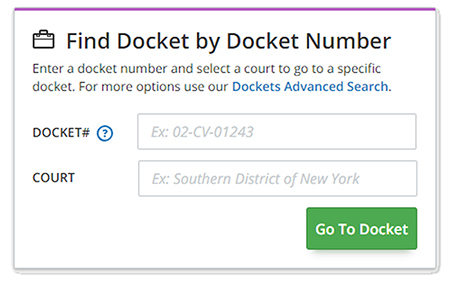 Find Docket by Docket Number
Enter a docket number and select a court to go to a specific
docket. For more options use our Dockets Advanced Search.
DOCKET# ? Ex: 02-CV-01243
COURT Ex: Southern District of New York
Go To Docket